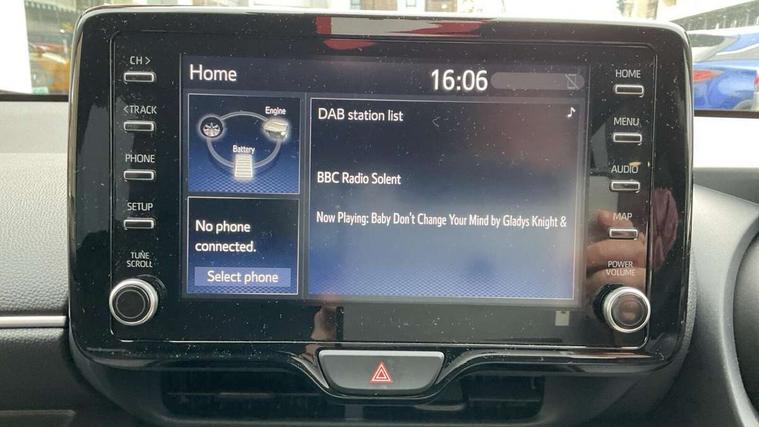 CH >
< TRACK
PHONE
SETUP
TUNE
SCROLL
Home
16:06
Engine
Battery
No phone
connected.
Select phone
DAB station list
BBC Radio Solent
Now Playing: Baby Don't Change Your Mind by Gladys Knight &
HOME
MENU
AUDIO
MAP
POWER
VOLUME